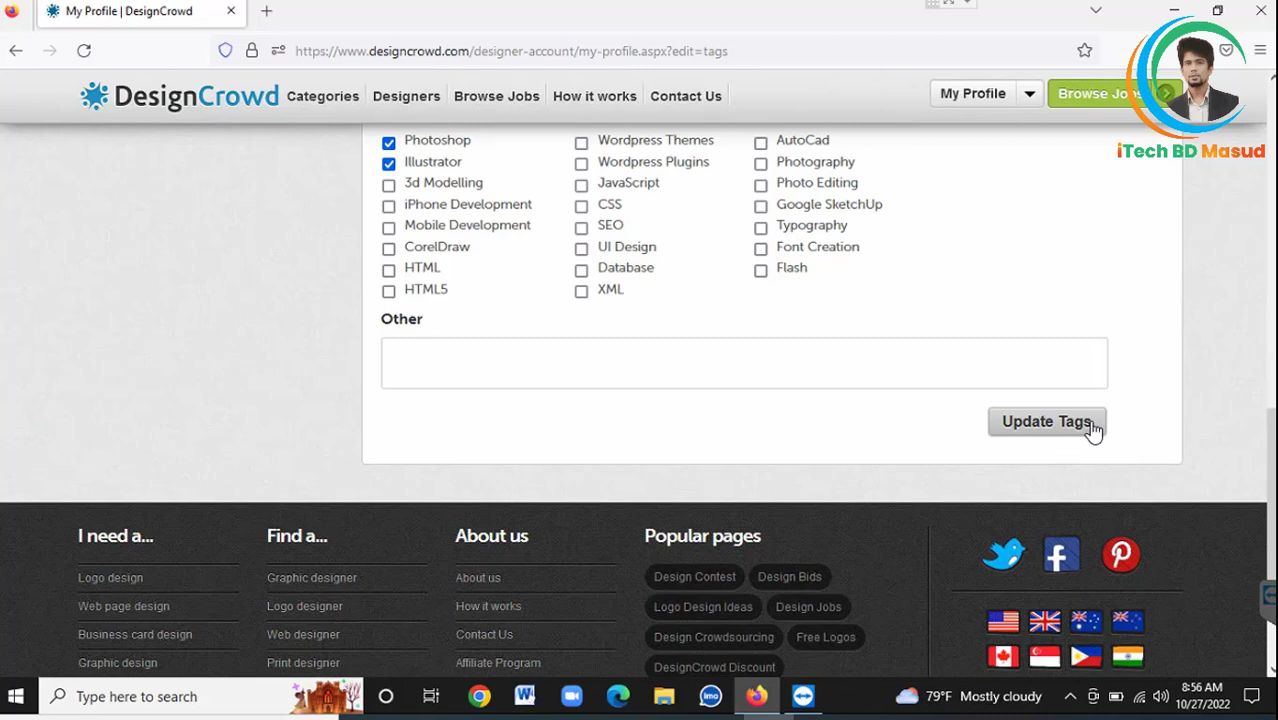 My Profile | DesignCrowd
https://www.designcrowd.com/designer-account/my-profile.aspx?edit=tags
DesignCrowd Categories Designers Browse Jobs How it works Contact Us My Profile Browse Jobs
iTech BD Masud
Photoshop Wordpress Themes AutoCad
Illustrator Wordpress Plugins Photography
3d Modelling JavaScript Photo Editing
iPhone Development CSS Google SketchUp
Mobile Development SEO Typography
CorelDraw UI Design Font Creation
HTML Database Flash
HTML5 XML
Other
Update Tags
I need a... Find a... About us Popular pages
Logo design Graphic designer About us Design Contest Design Bids
Web page design Logo designer How it works Logo Design Ideas Design Jobs
Business card design Web designer Contact Us Design Crowdsourcing Free Logos
Graphic design Print designer Affiliate Program DesignCrowd Discount
Type here to search imo 79°F Mostly cloudy 8:56 AM
10/27/2022